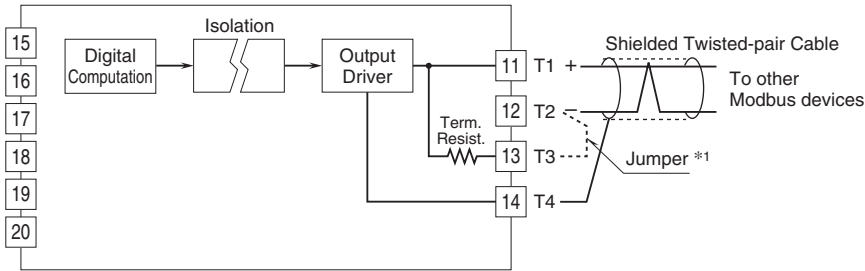 15
16
17
18
19
20
Isolation
Digital
Computation
Output
Driver
Term.
Resist.
11 T1 +
12 T2 –
13 T3
14 T4
Shielded Twisted-pair Cable
To other
Modbus devices
Jumper *1